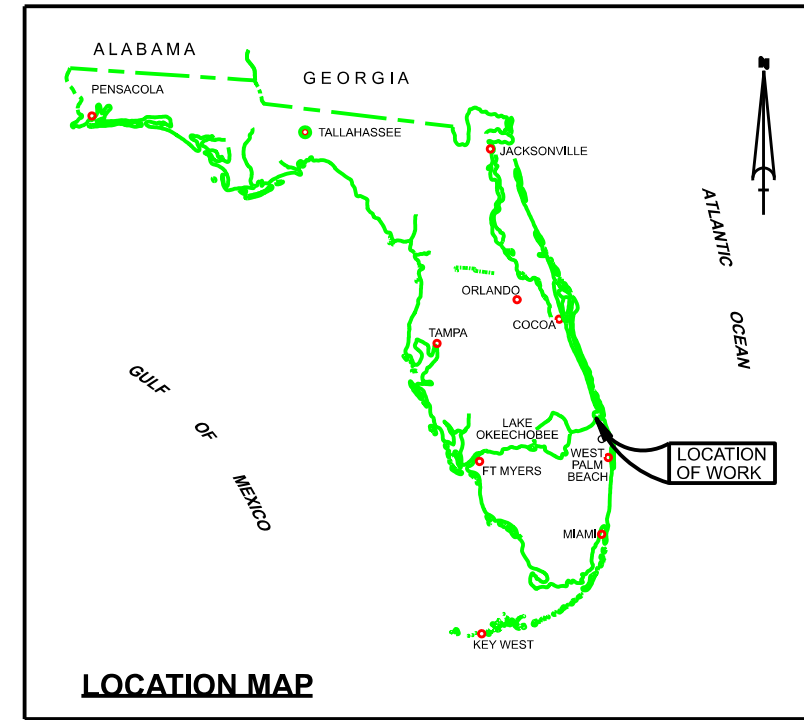 ALABAMA
GEORGIA
N
PENSACOLA
TALLAHASSEE
JACKSONVILLE
ATLANTIC
OCEAN
ORLANDO
COCOA
TAMPA
GULF
OF
MEXICO
LAKE
OKEECHOBEE
WEST
PALM
BEACH
LOCATION
OF WORK
FT MYERS
MIAMI
KEY WEST
LOCATION MAP